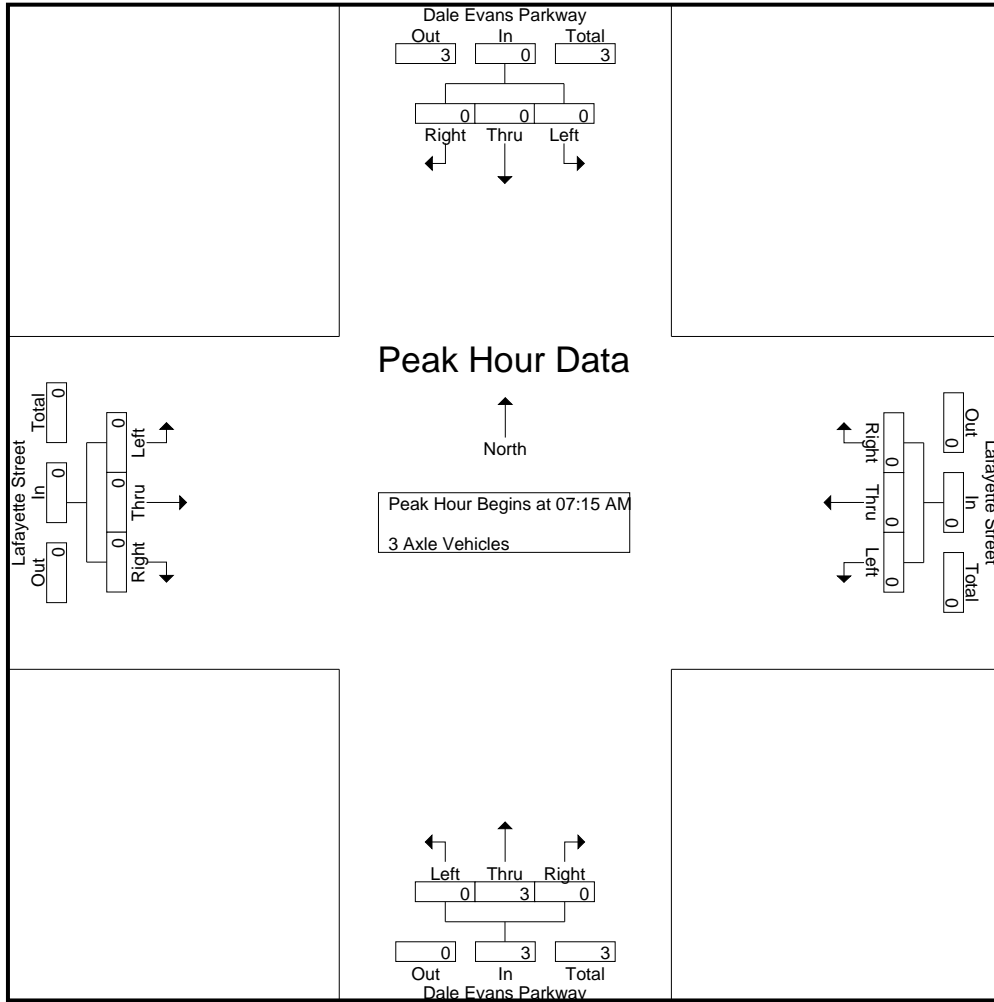 Dale Evans Parkway
Out In Total
3 0 3
0 0 0
Right Thru Left
Peak Hour Data
North
Peak Hour Begins at 07:15 AM
3 Axle Vehicles
Lafayette Street
Total In Out
0 0 0
0 0 0
Left Thru Right
Lafayette Street
Out In Total
0 0 0
0 0 0
Right Thru Left
Left Thru Right
0 3 0
0 3 3
Out In Total
Dale Evans Parkway